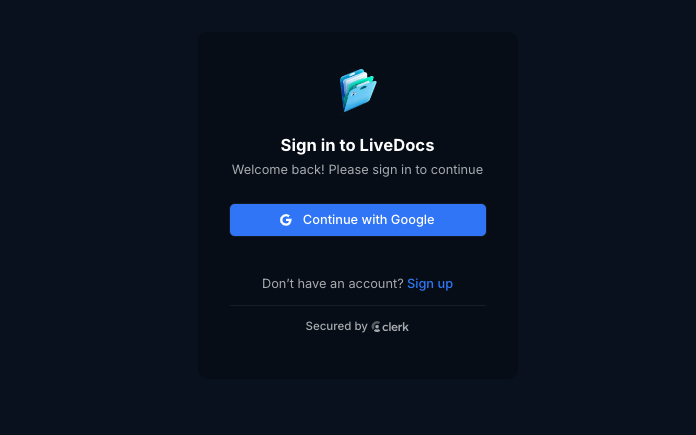 Sign in to LiveDocs
Welcome back! Please sign in to continue
Continue with Google
Don’t have an account? Sign up
Secured by clerk